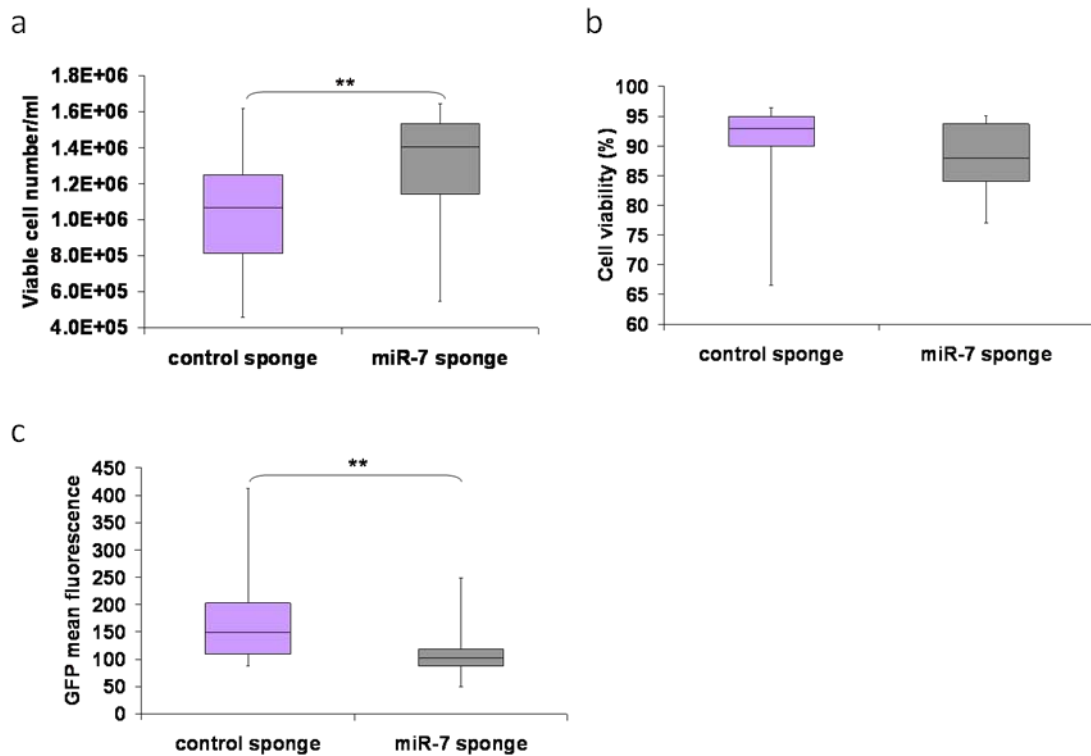 a
Viable cell number/ml
1.8E+06
1.6E+06
1.4E+06
1.2E+06
1.0E+06
8.0E+05
6.0E+05
4.0E+05
**
control sponge
miR-7 sponge
b
Cell viability (%)
100
95
90
85
80
75
70
65
60
control sponge
miR-7 sponge
c
GFP mean fluorescence
450
400
350
300
250
200
150
100
50
0
**
control sponge
miR-7 sponge